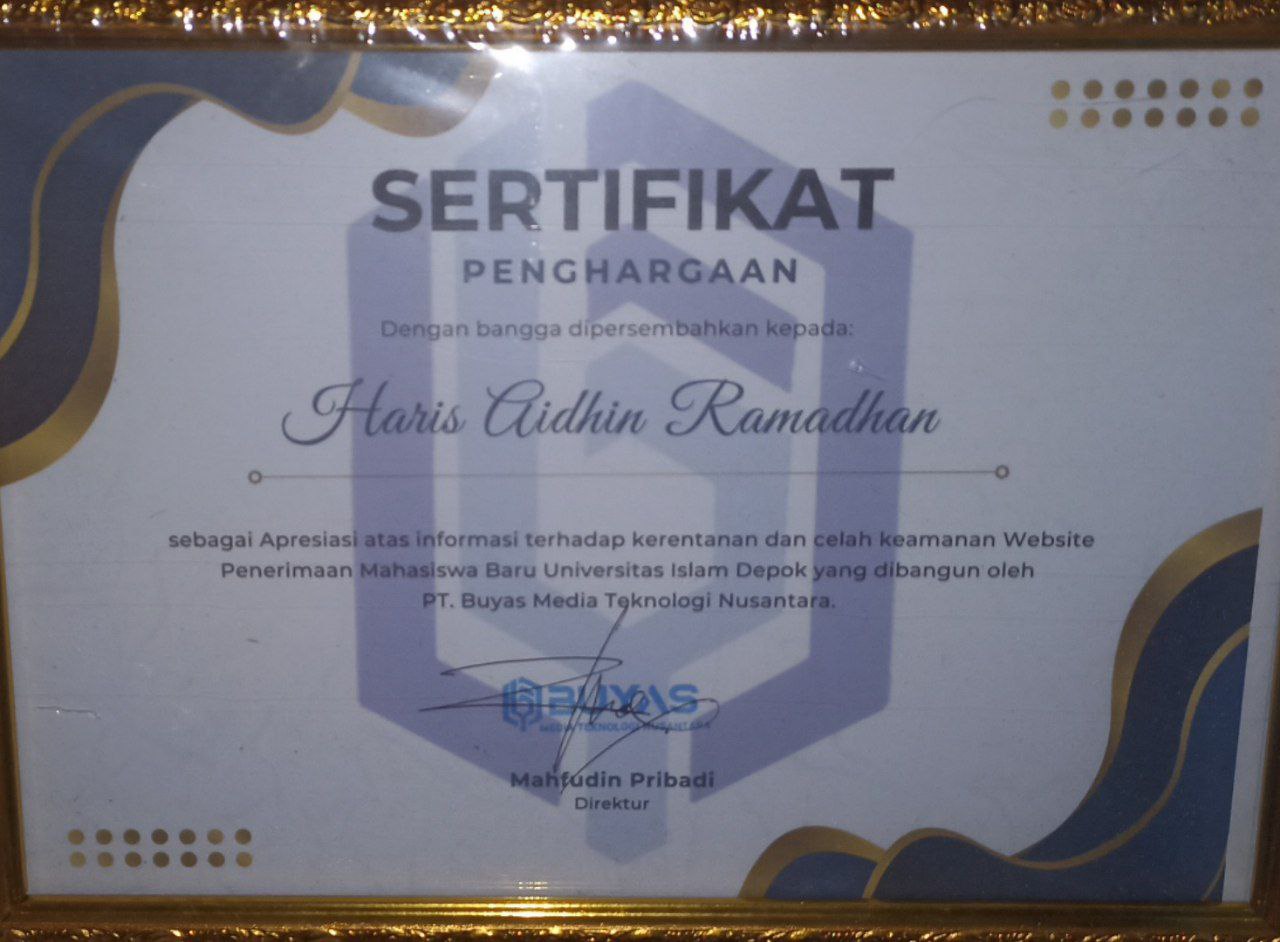 SERTIFIKAT
PENGHARGAAN
Dengan bangga dipersembahkan kepada:
Haris Aidhin Ramadhan
sebagai Apresiasi atas informasi terhadap kerentanan dan celah keamanan Website
Penerimaan Mahasiswa Baru Universitas Islam Depok yang dibangun oleh
PT. Buyas Media Teknologi Nusantara.
BUYAS
MEDIA TEKNOLOGI NUSANTARA
Mahfudin Pribadi
Direktur